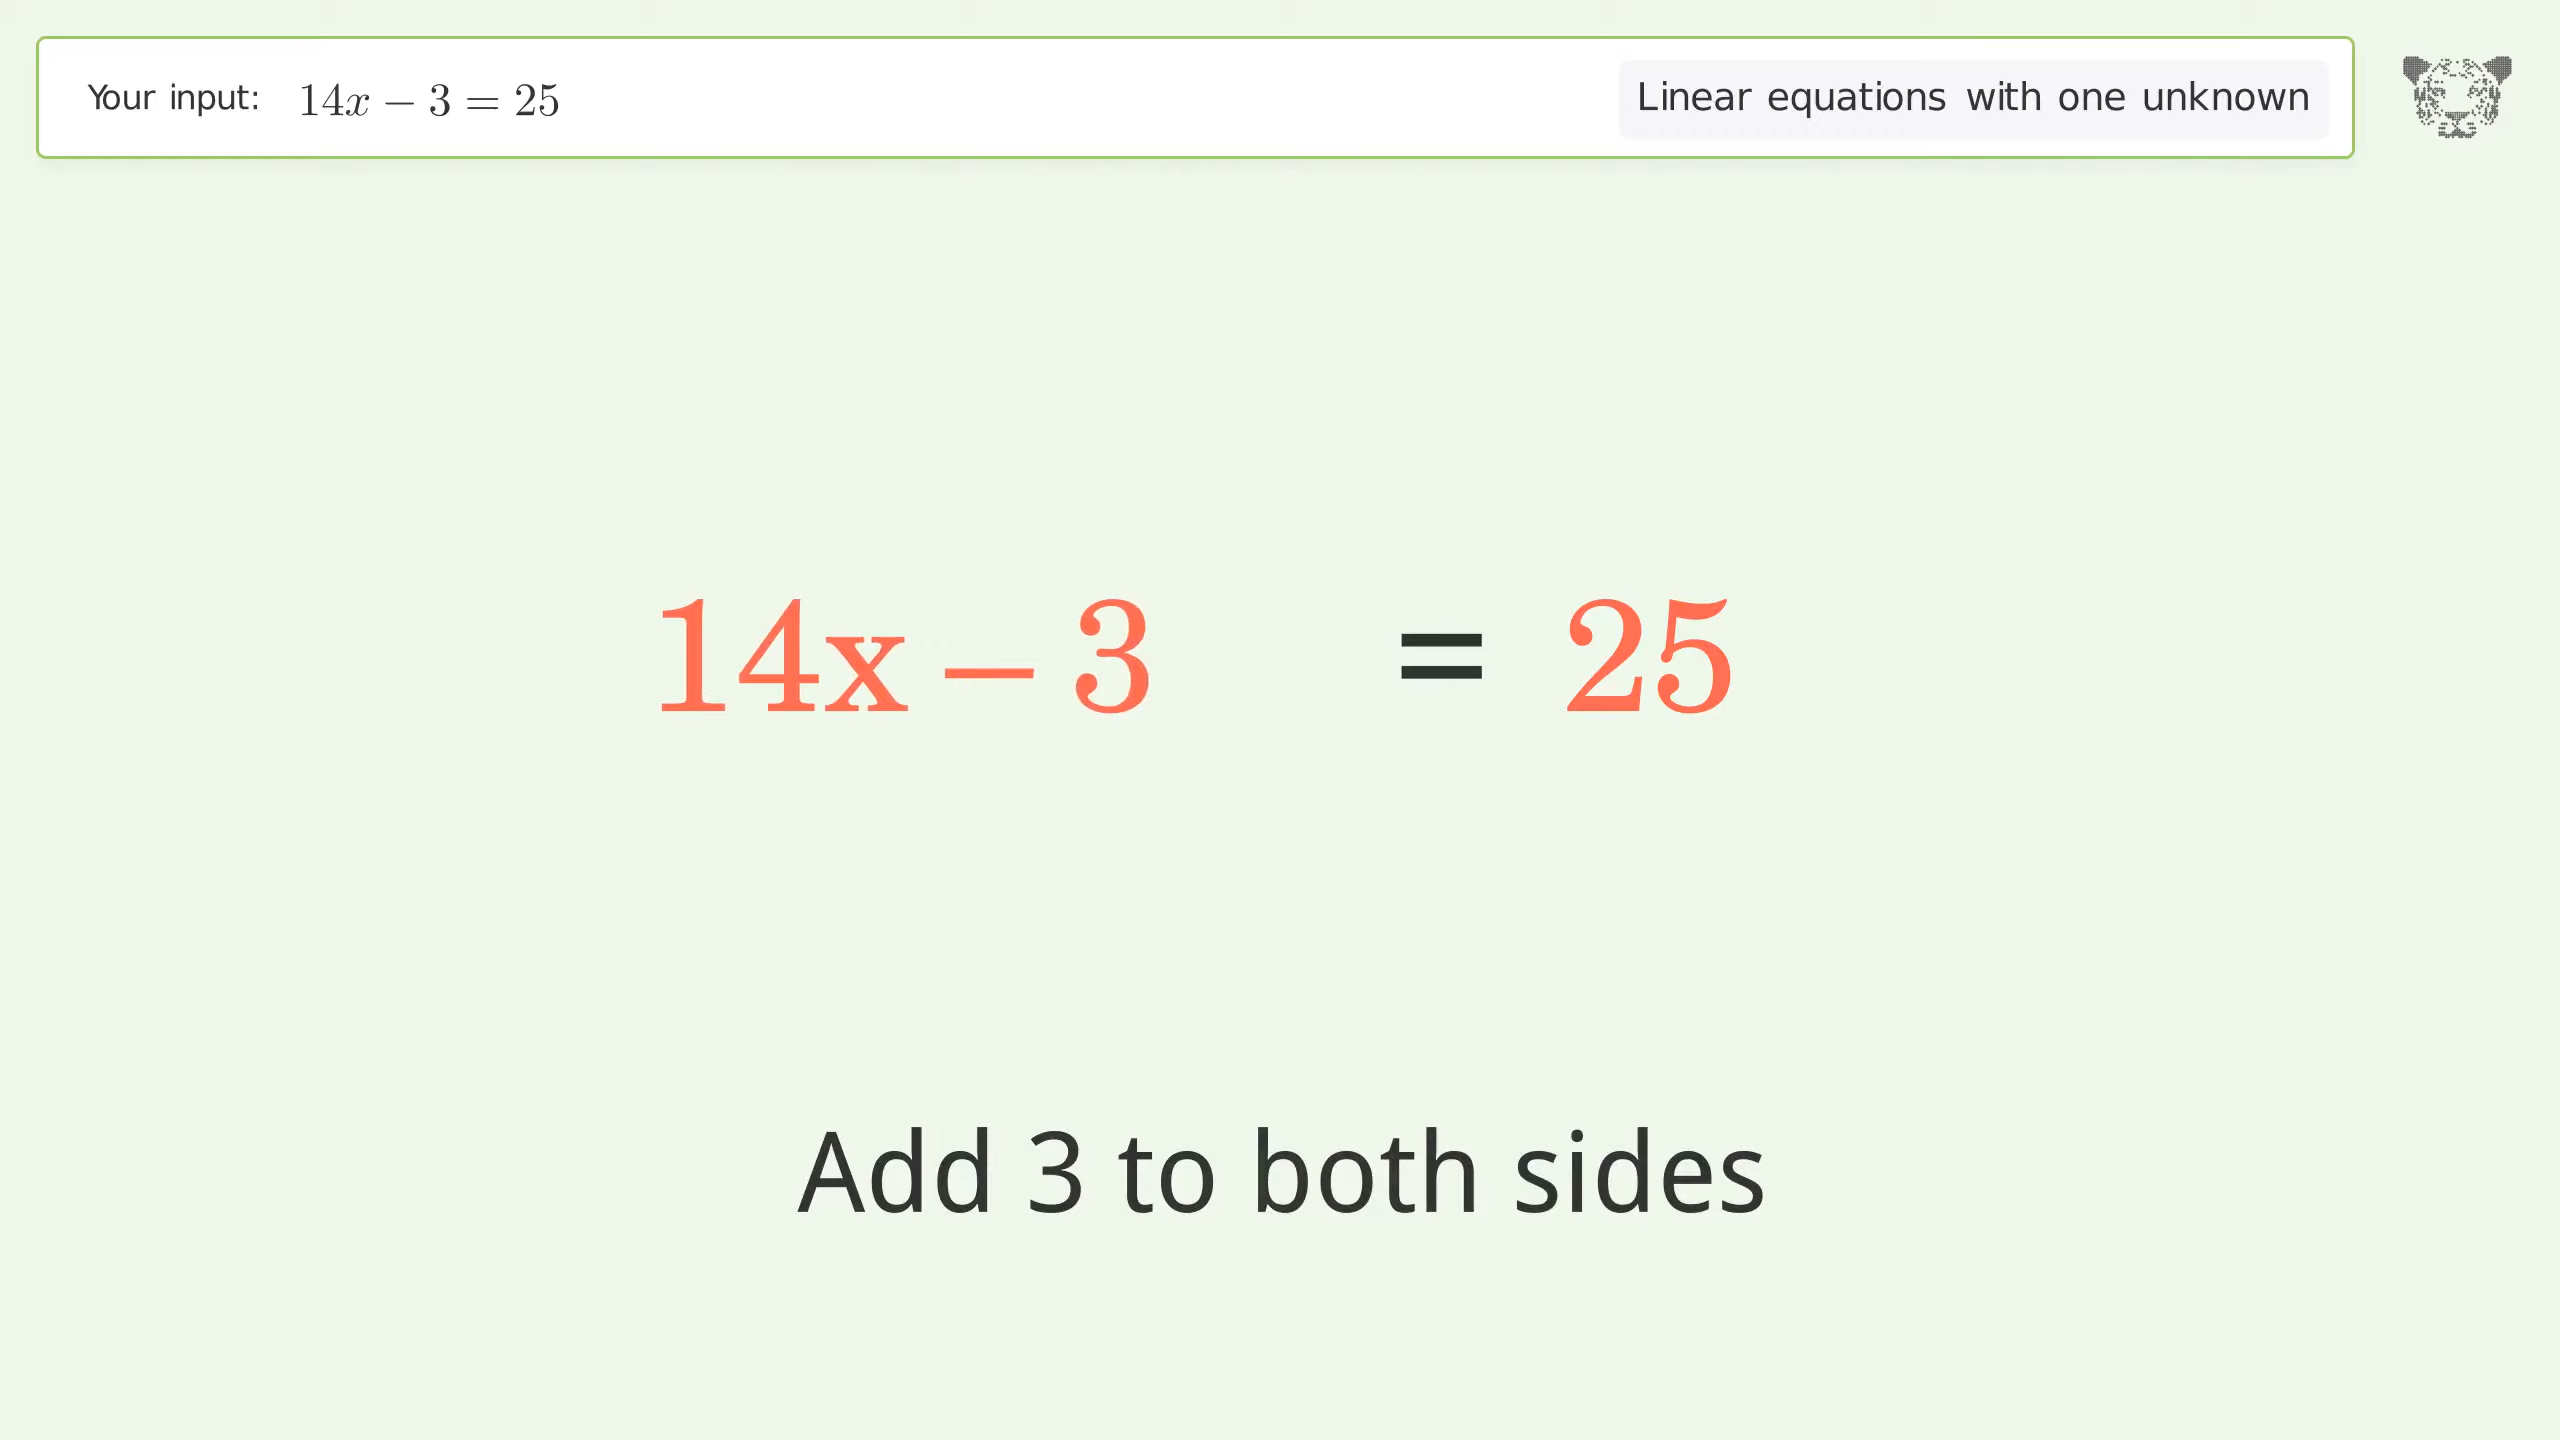 Your input: 14x − 3 = 25
Linear equations with one unknown
14x − 3 = 25
Add 3 to both sides